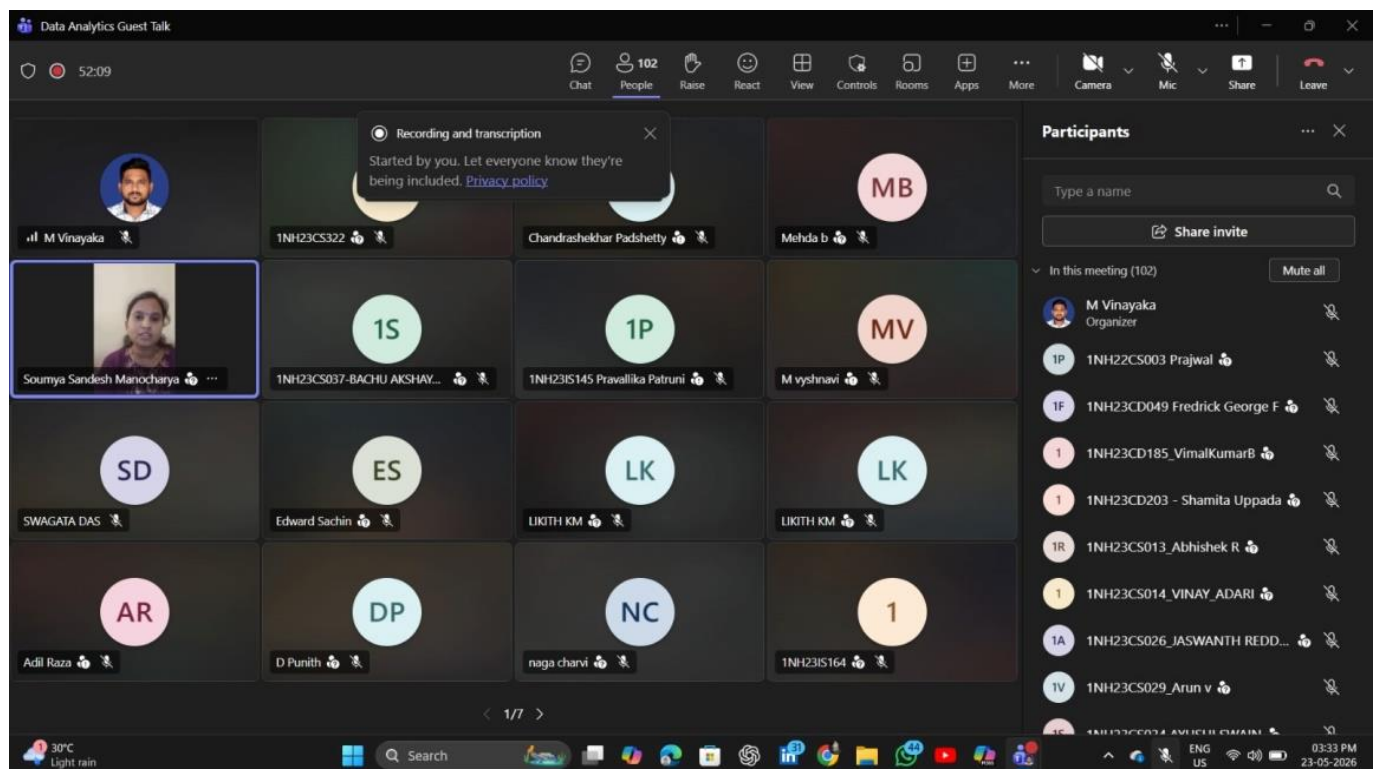 Data Analytics Guest Talk
52:09
Chat
102
People
Raise
React
View
Controls
Rooms
Apps
More
Camera
Mic
Share
Leave
Recording and transcription
Started by you. Let everyone know they're
being included. Privacy policy
M Vinayaka
1NH23CS322
Chandrashekhar Padshetty
MB
Mehda b
Soumya Sandesh Manocharya
1S
1NH23CS037-BACHU AKSHAY...
1P
1NH23IS145 Pravallika Patruni
MV
M vyshnavi
SD
SWAGATA DAS
ES
Edward Sachin
LK
LIKITH KM
LK
LIKITH KM
AR
Adil Raza
DP
D Punith
NC
naga charvi
1
1NH23IS164
1/7
Participants
Type a name
Share invite
In this meeting (102)
Mute all
M Vinayaka
Organizer
1P
1NH22CS003 Prajwal
1F
1NH23CD049 Fredrick George F
1
1NH23CD185_VimalKumarB
1
1NH23CD203 - Shamita Uppada
1R
1NH23CS013_Abhishek R
1
1NH23CS014_VINAY_ADARI
1A
1NH23CS026_JASWANTH REDD...
1V
1NH23CS029_Arun v
30°C
Light rain
Search
44
ENG
US
03:33 PM
23-05-2026